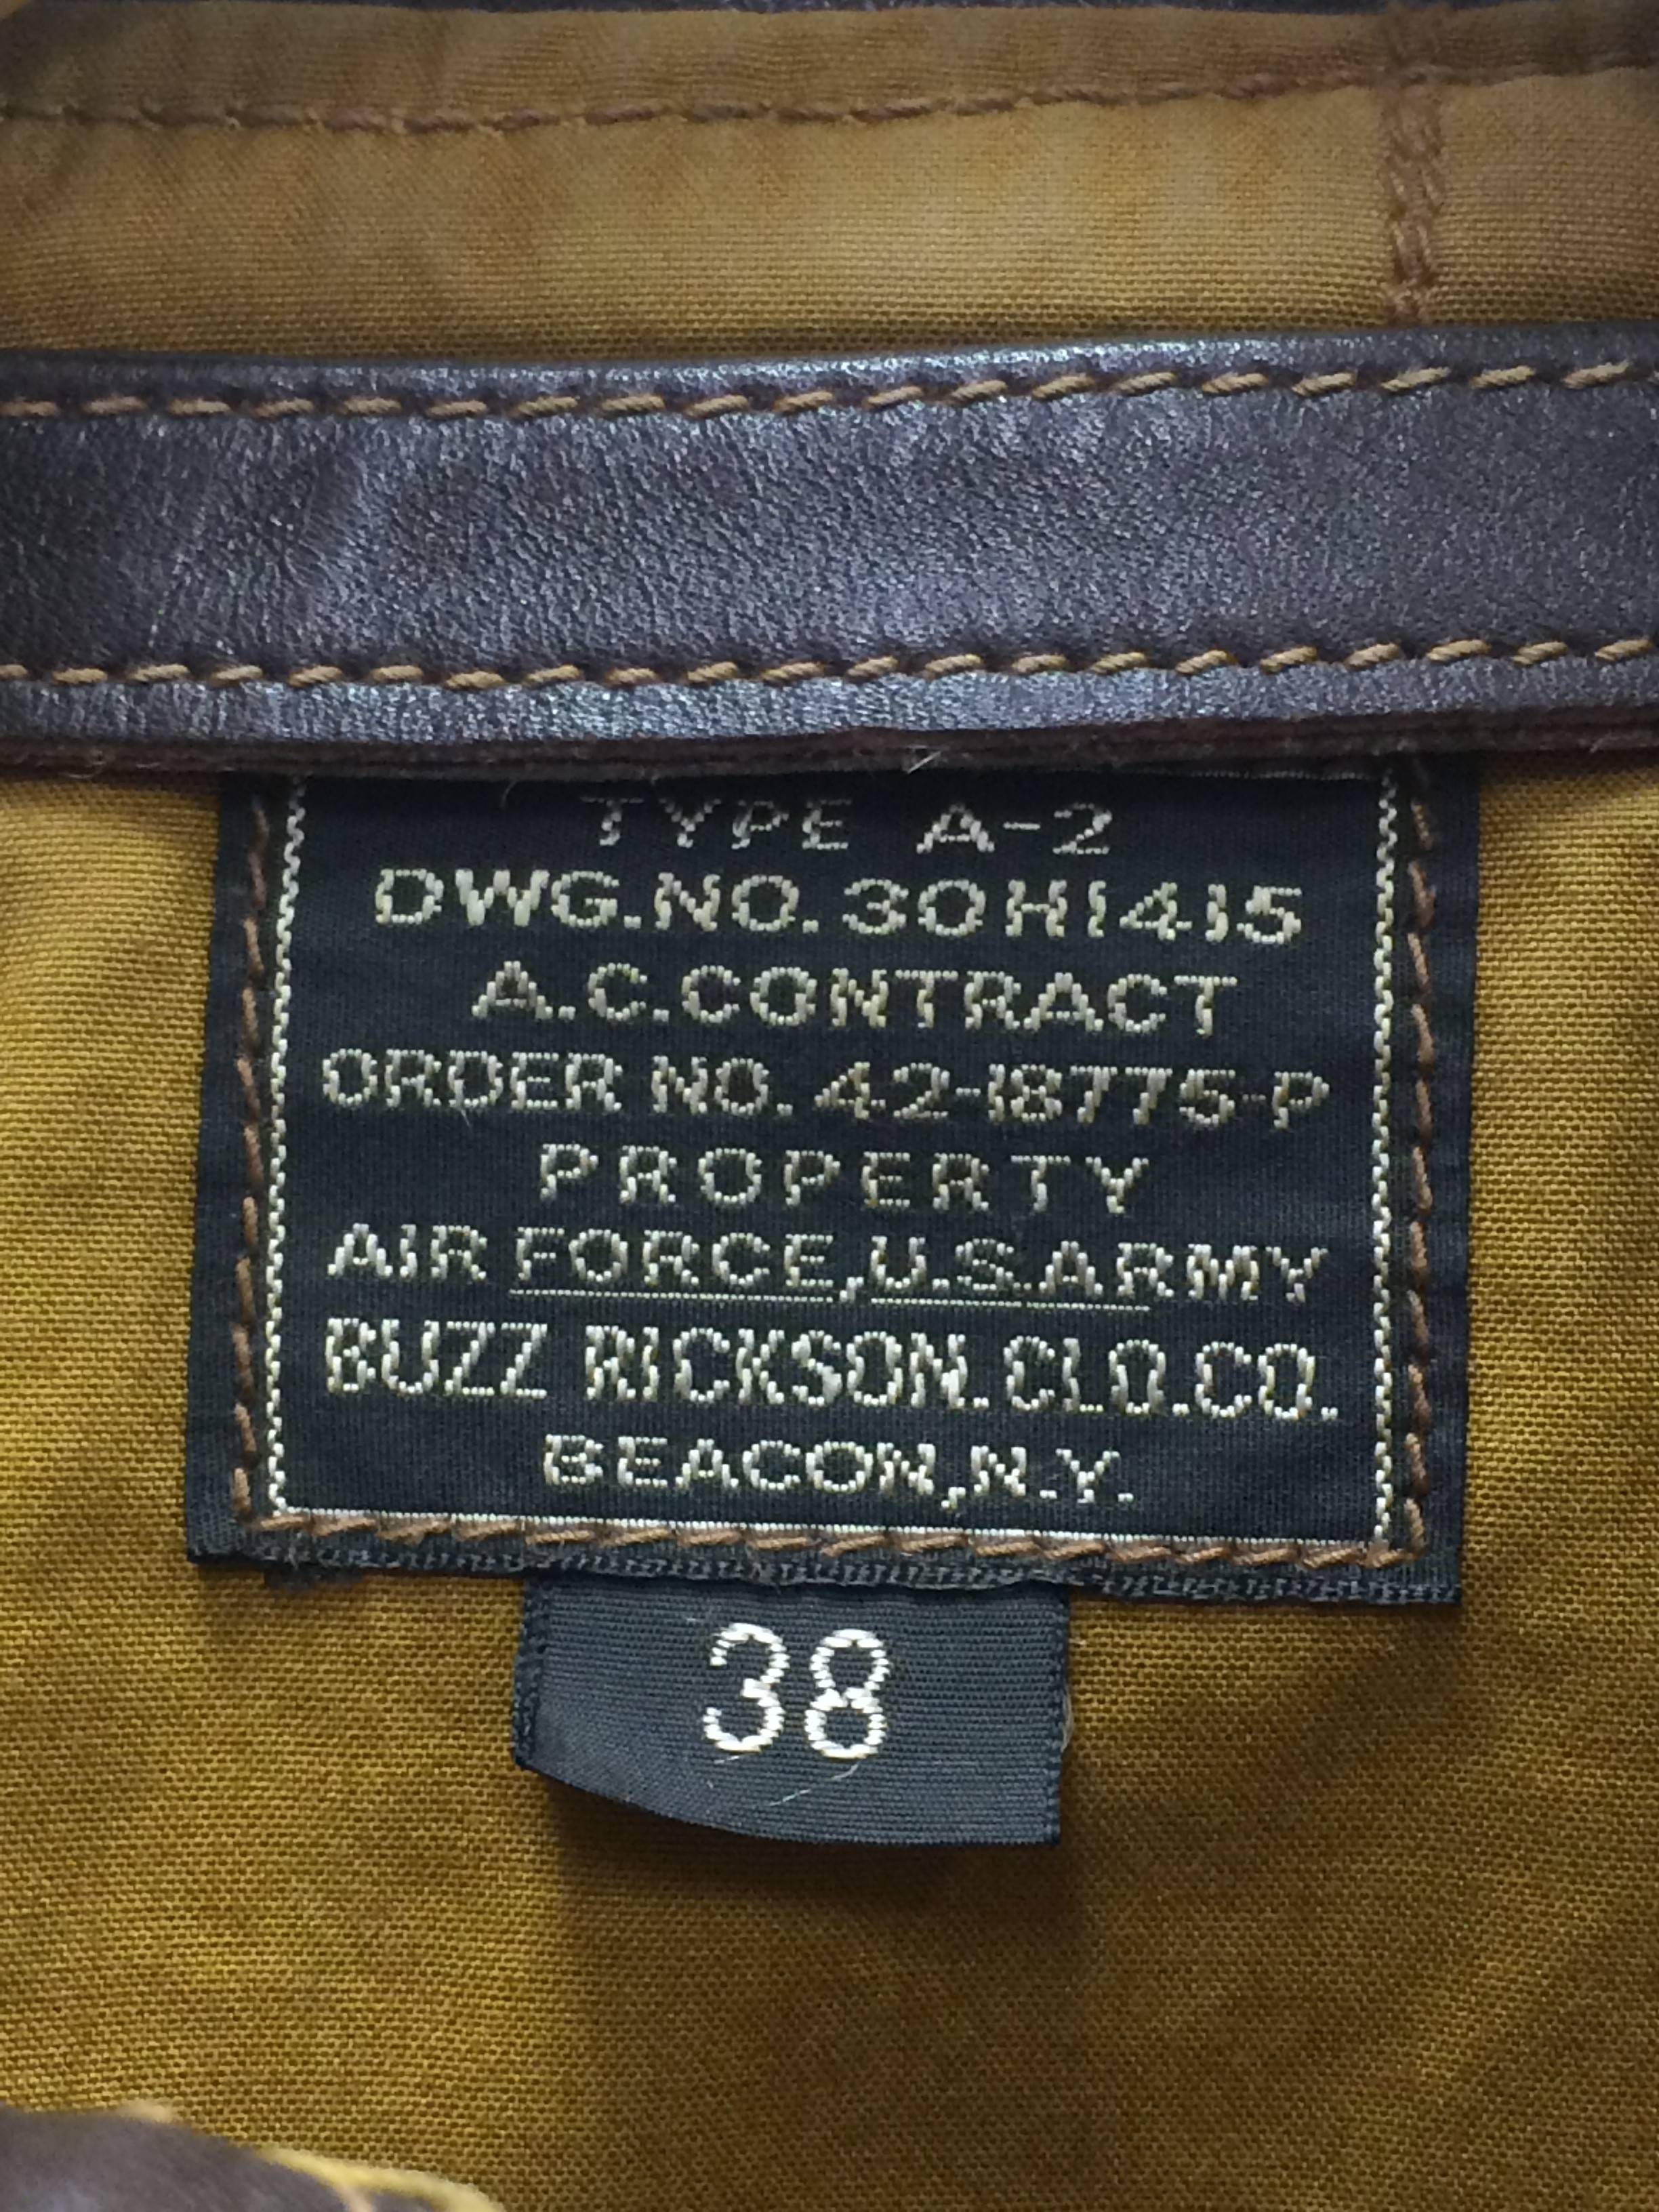 TYPE A-2
DWG.NO. 30H1415
A.C.CONTRACT
ORDER NO. 42-18775-P
PROPERTY
AIR FORCE,U.S.ARMY
BUZZ RICKSON. CLO.CO.
BEACON,N.Y.
38